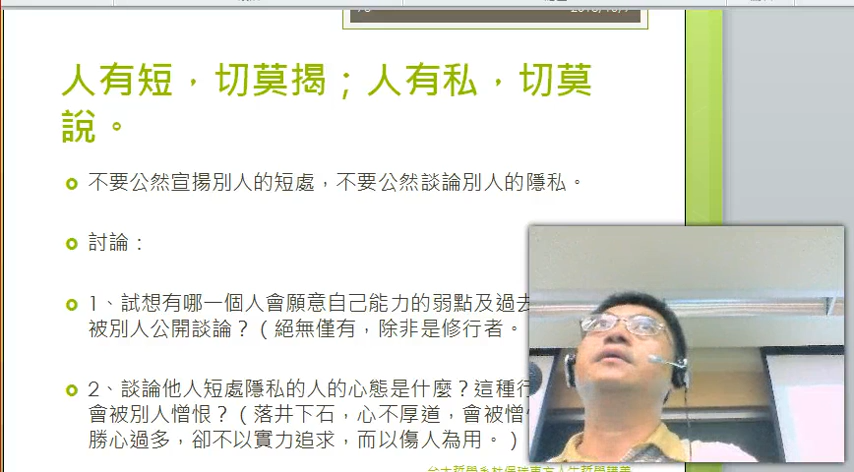 人有短，切莫揭；人有私，切莫
說。
不要公然宣揚別人的短處，不要公然談論別人的隱私。
討論：
1、試想有哪一個人會願意自己能力的弱點及過去
被別人公開談論？（絕無僅有，除非是修行者。
2、談論他人短處隱私的人的心態是什麼？這種行
會被別人憎恨？（落井下石，心不厚道，會被憎
勝心過多，卻不以實力追求，而以傷人為用。）